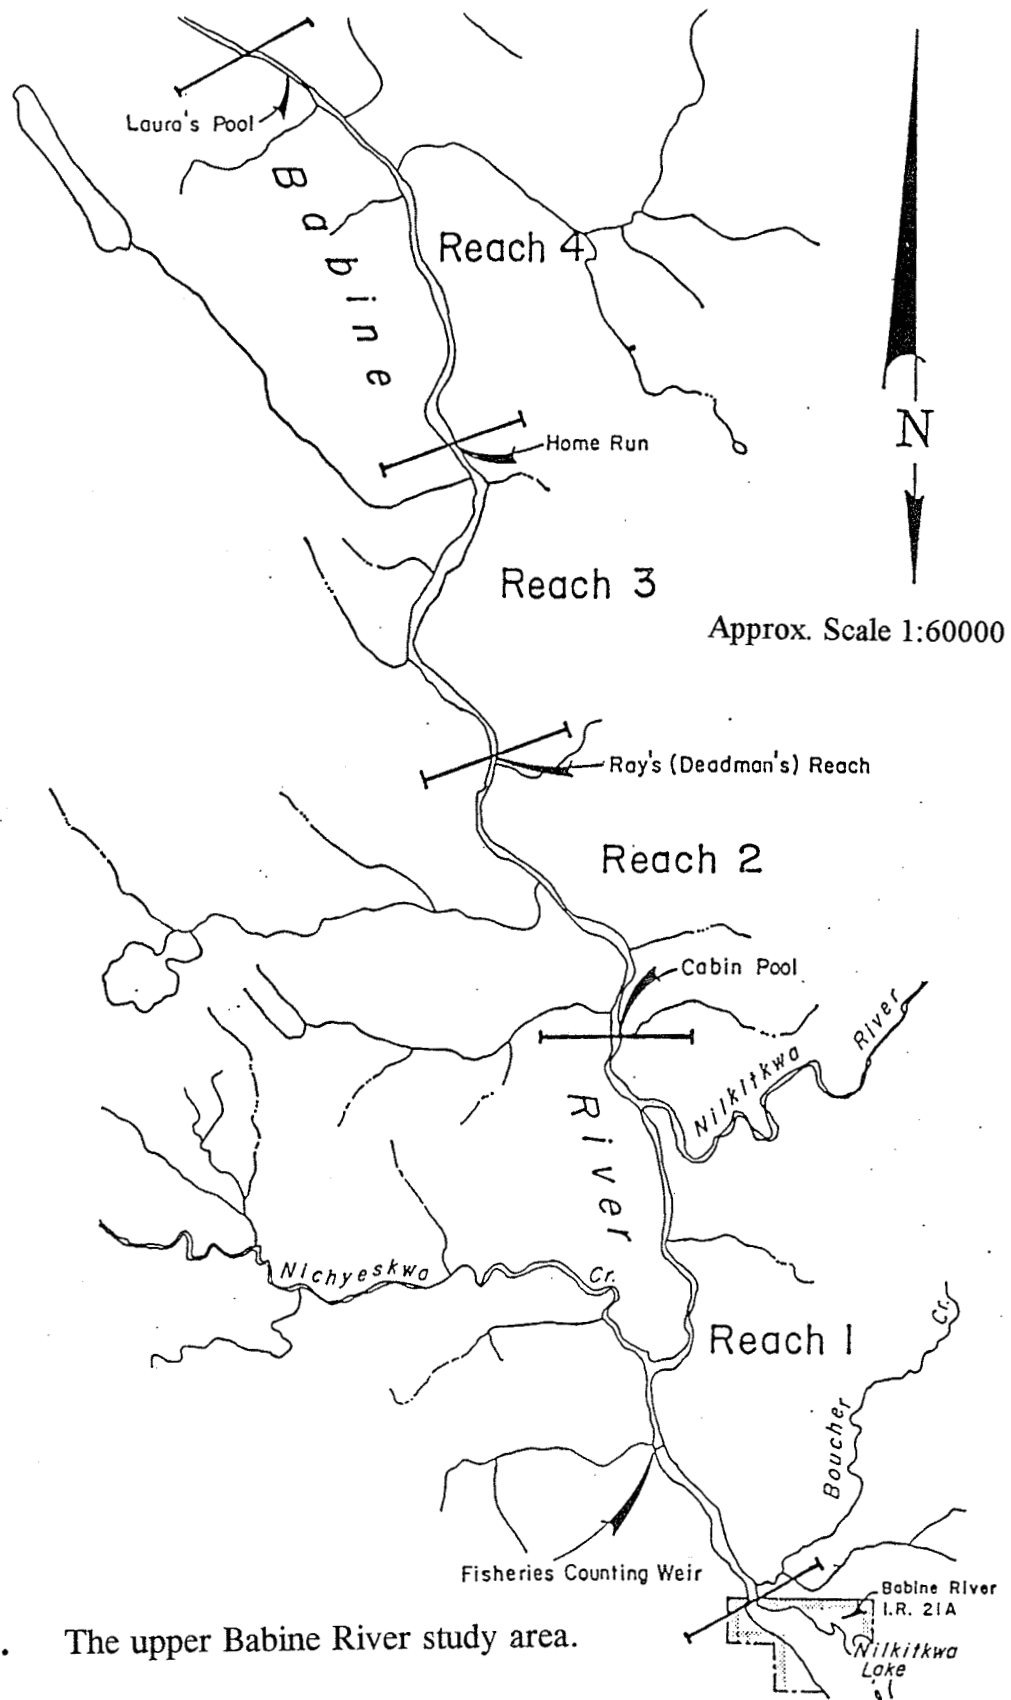 Laura's Pool
Babine
Reach 4
Home Run
N
Reach 3
Approx. Scale 1:60000
Ray's (Deadman's) Reach
Reach 2
Cabin Pool
Nilkitkwa River
River
Nichyeskwa Cr.
Reach 1
Boucher Cr.
Fisheries Counting Weir
Babine River
I.R. 21A
Nilkitkwa
Lake
. The upper Babine River study area.